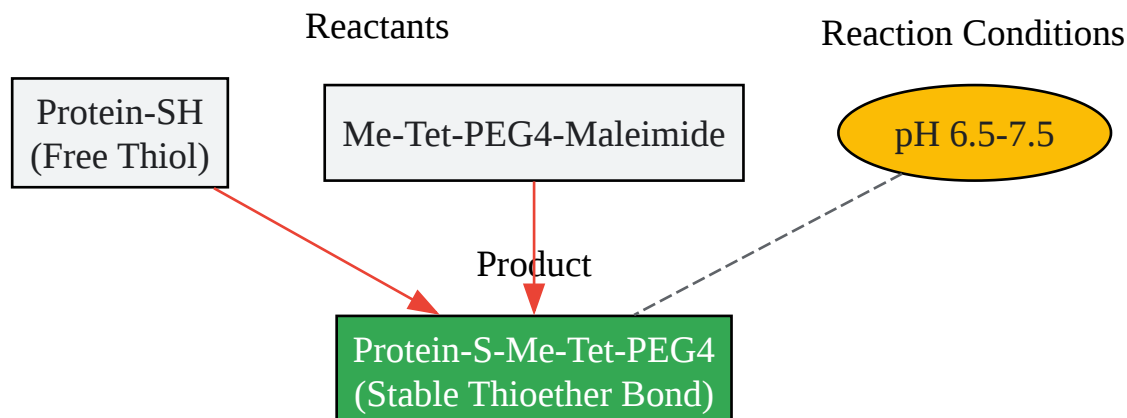 Reactants
Reaction Conditions
Protein-SH
(Free Thiol)
Me-Tet-PEG4-Maleimide
pH 6.5-7.5
Product
Protein-S-Me-Tet-PEG4
(Stable Thioether Bond)